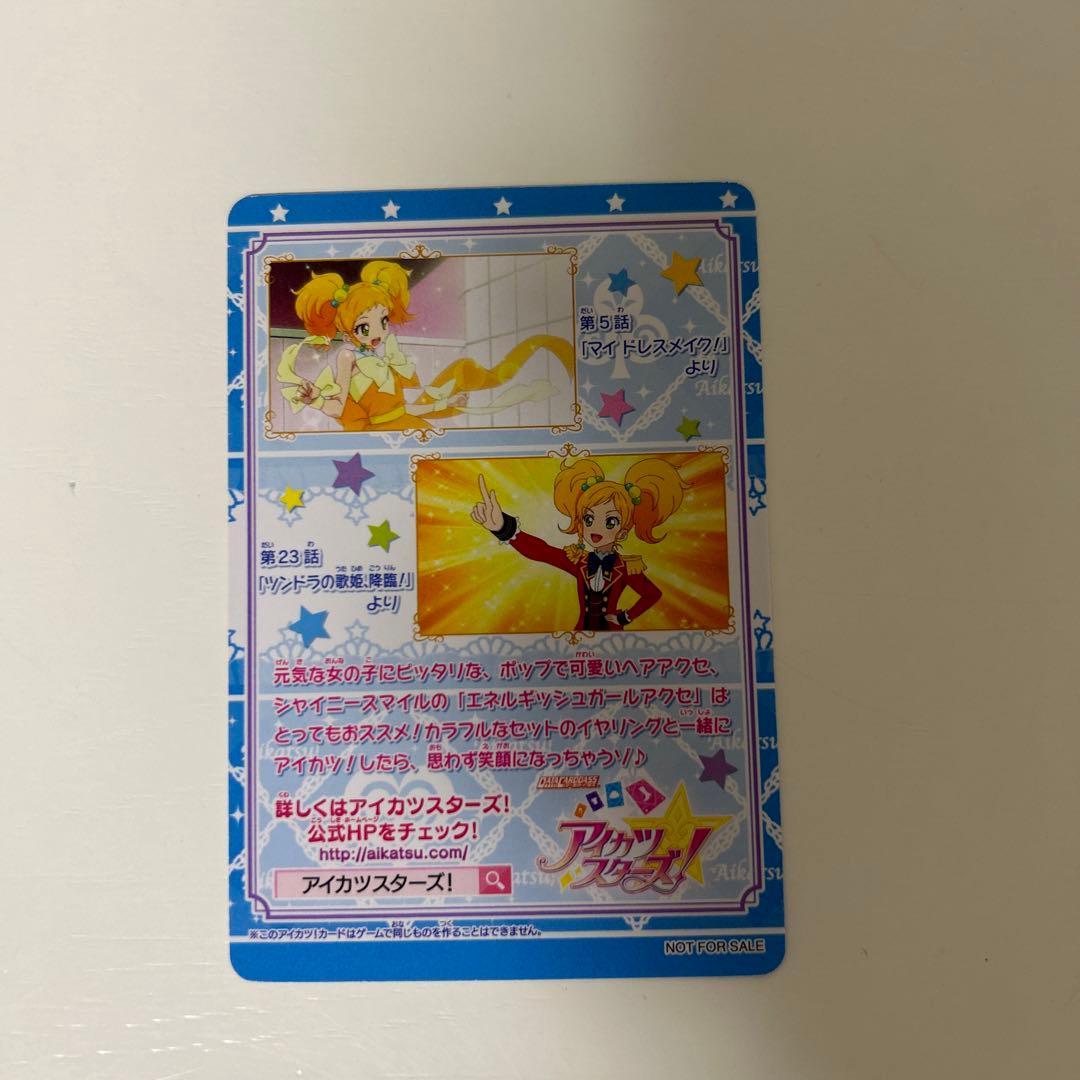 第5話
「マイドレスメイク!」
より
第23話
「ツンドラの歌姫、降臨!」
より
元気な女の子にピッタリな、ポップで可愛いヘアアクセ、
シャイニースマイルの「エネルギッシュガールアクセ」は
とってもおススメ!カラフルなセットのイヤリングと一緒に
アイカツ!したら、思わず笑顔になっちゃうゾ♪
詳しくはアイカツスターズ!
公式HPをチェック!
http://aikatsu.com/
アイカツスターズ!
DATA CARDDASS
アイカツ
スターズ!
※このアイカツ!カードはゲームで同じものを作ることはできません。
NOT FOR SALE